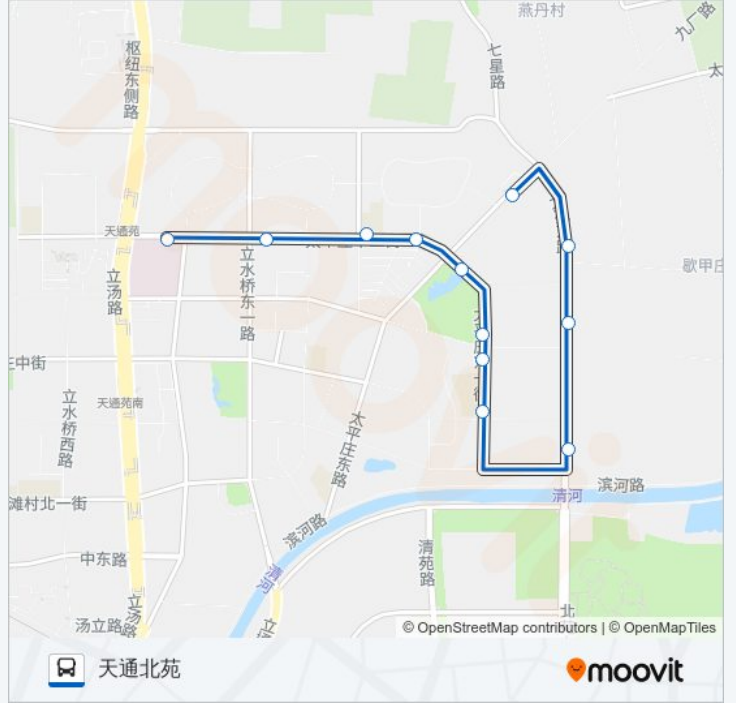 燕丹村
九厂路
太
七星路
枢纽东侧路
天通苑
立水桥东一路
立汤路
歇甲庄
E中街
天通苑南
立水桥西路
太平庄东路
滩村北一街
清河
滨河路
滨河路
中东路
清河
清苑路
汤立路
立汤路
立
北
© OpenStreetMap contributors | © OpenMapTiles
天通北苑
moovit